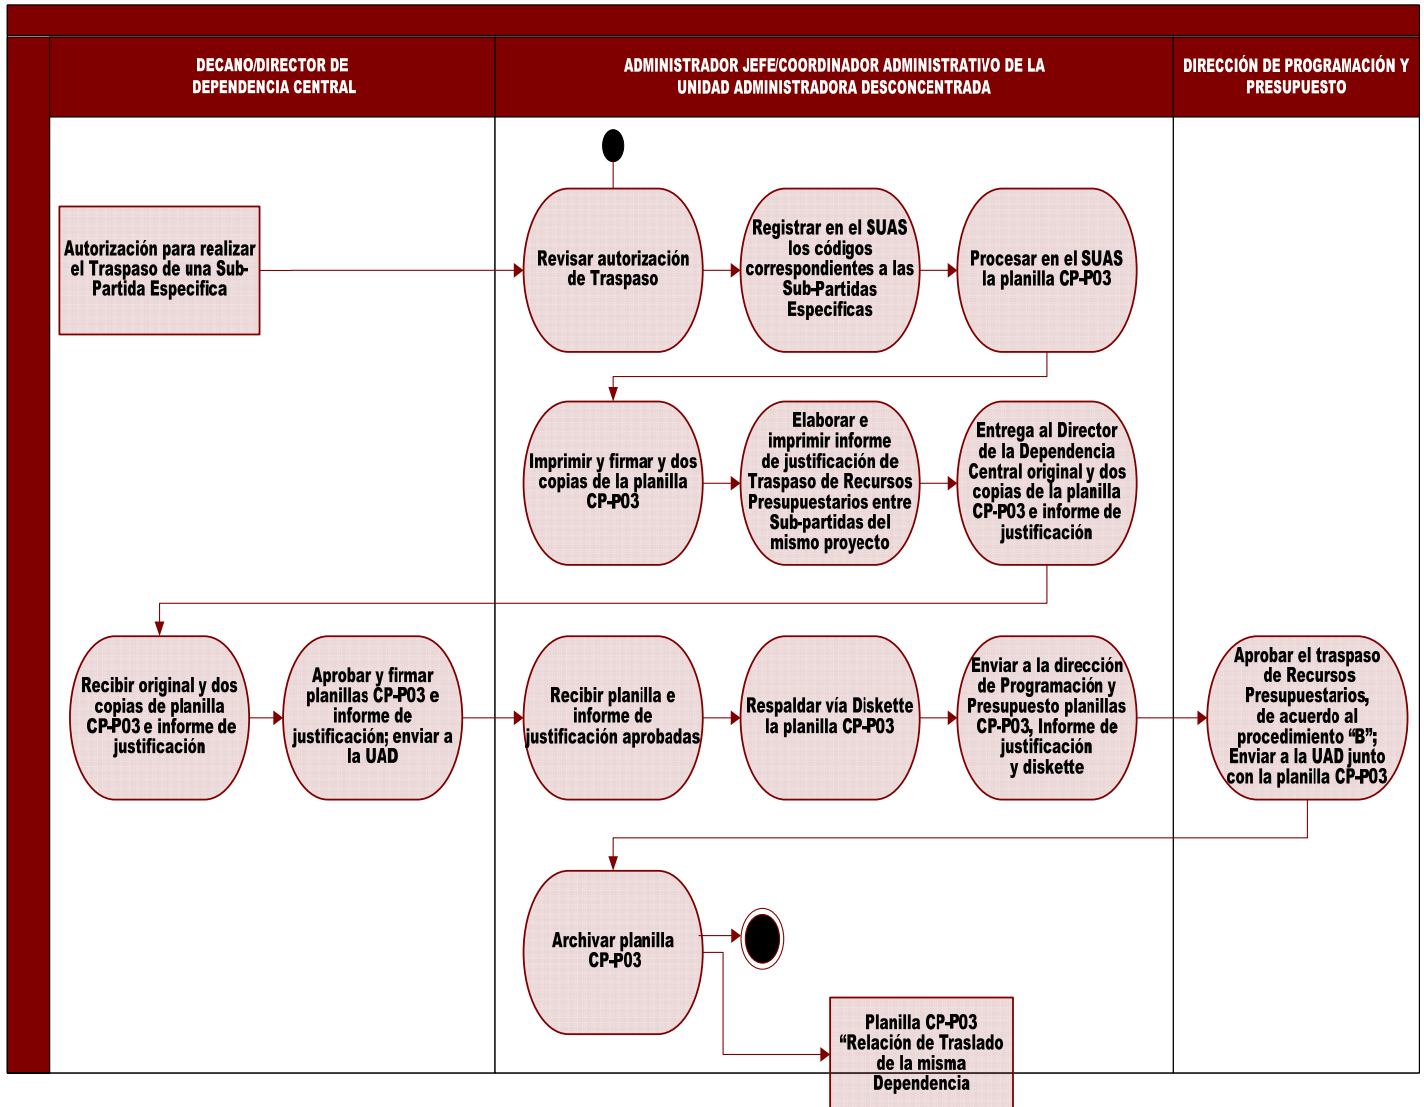 DECANO/DIRECTOR DE
DEPENDENCIA CENTRAL
ADMINISTRADOR JEFE/COORDINADOR ADMINISTRATIVO DE LA
UNIDAD ADMINISTRADORA DESCONCENTRADA
DIRECCIÓN DE PROGRAMACIÓN Y
PRESUPUESTO
Autorización para realizar
el Traspaso de una Sub-
Partida Especifica
Revisar autorización
de Traspaso
Registrar en el SUAS
los códigos
correspondientes a las
Sub-Partidas
Especificas
Procesar en el SUAS
la planilla CP-P03
Imprimir y firmar y dos
copias de la planilla
CP-P03
Elaborar e
imprimir informe
de justificación de
Traspaso de Recursos
Presupuestarios entre
Sub-partidas del
mismo proyecto
Entrega al Director
de la Dependencia
Central original y dos
copias de la planilla
CP-P03 e informe de
justificación
Recibir original y dos
copias de planilla
CP-P03 e informe de
justificación
Aprobar y firmar
planillas CP-P03 e
informe de
justificación; enviar a
la UAD
Recibir planilla e
informe de
justificación aprobadas
Respaldar vía Diskette
la planilla CP-P03
Enviar a la dirección
de Programación y
Presupuesto planillas
CP-P03, Informe de
justificación
y diskette
Aprobar el traspaso
de Recursos
Presupuestarios,
de acuerdo al
procedimiento “B”;
Enviar a la UAD junto
con la planilla CP-P03
Archivar planilla
CP-P03
Planilla CP-P03
“Relación de Traslado
de la misma
Dependencia